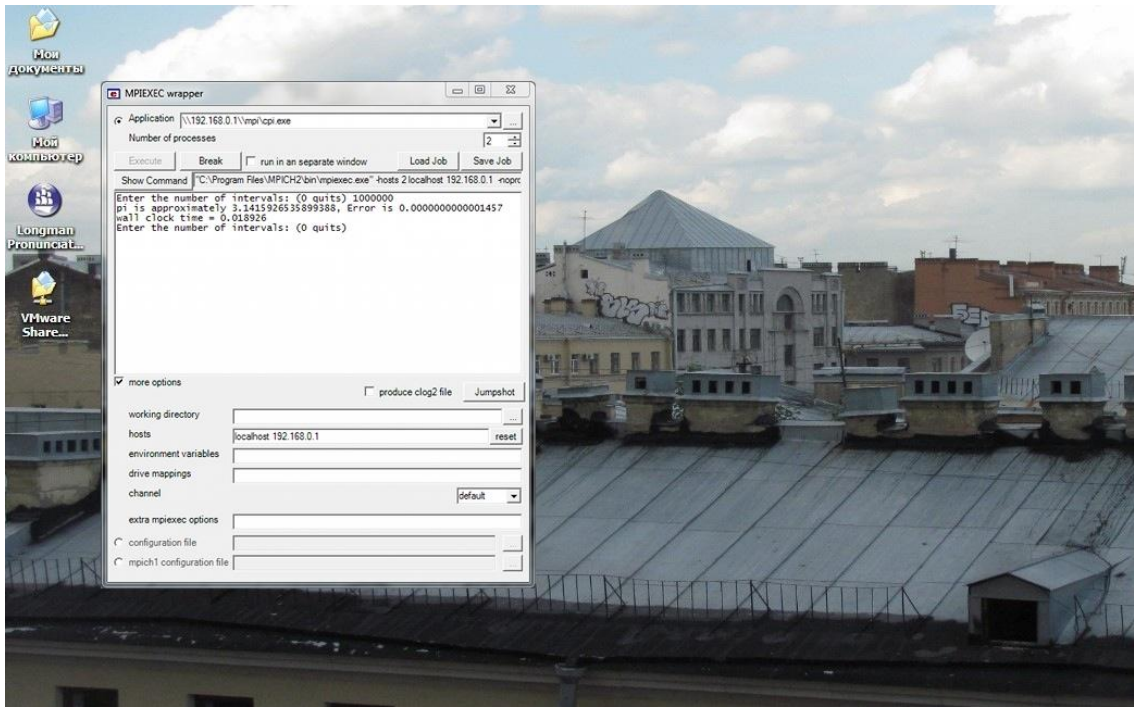 Мои
документы
Мой
компьютер
Longman
Pronunciat...
VMware
Share...
MPIEXEC wrapper
Application \\192.168.0.1\\mpi\cpi.exe ...
Number of processes 2
Execute Break run in an separate window Load Job Save Job
Show Command "C:\Program Files\MPICH2\bin\mpiexec.exe" -hosts 2 localhost 192.168.0.1 -nopro
Enter the number of intervals: (0 quits) 1000000
pi is approximately 3.1415926535899388, Error is 0.0000000000001457
wall clock time = 0.018926
Enter the number of intervals: (0 quits)
more options
produce clog2 file Jumpshot
working directory ...
hosts localhost 192.168.0.1 reset
environment variables
drive mappings
channel default
extra mpiexec options
configuration file ...
mpich1 configuration file ...